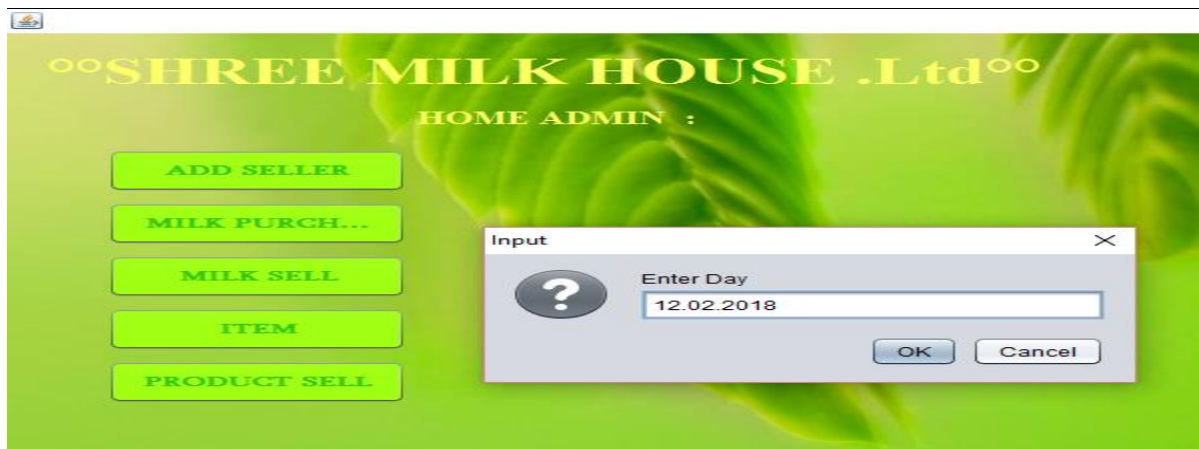 °°SHREE MILK HOUSE .Ltd°°
HOME ADMIN :
ADD SELLER
MILK PURCH...
MILK SELL
ITEM
PRODUCT SELL
Input
Enter Day
12.02.2018
OK Cancel